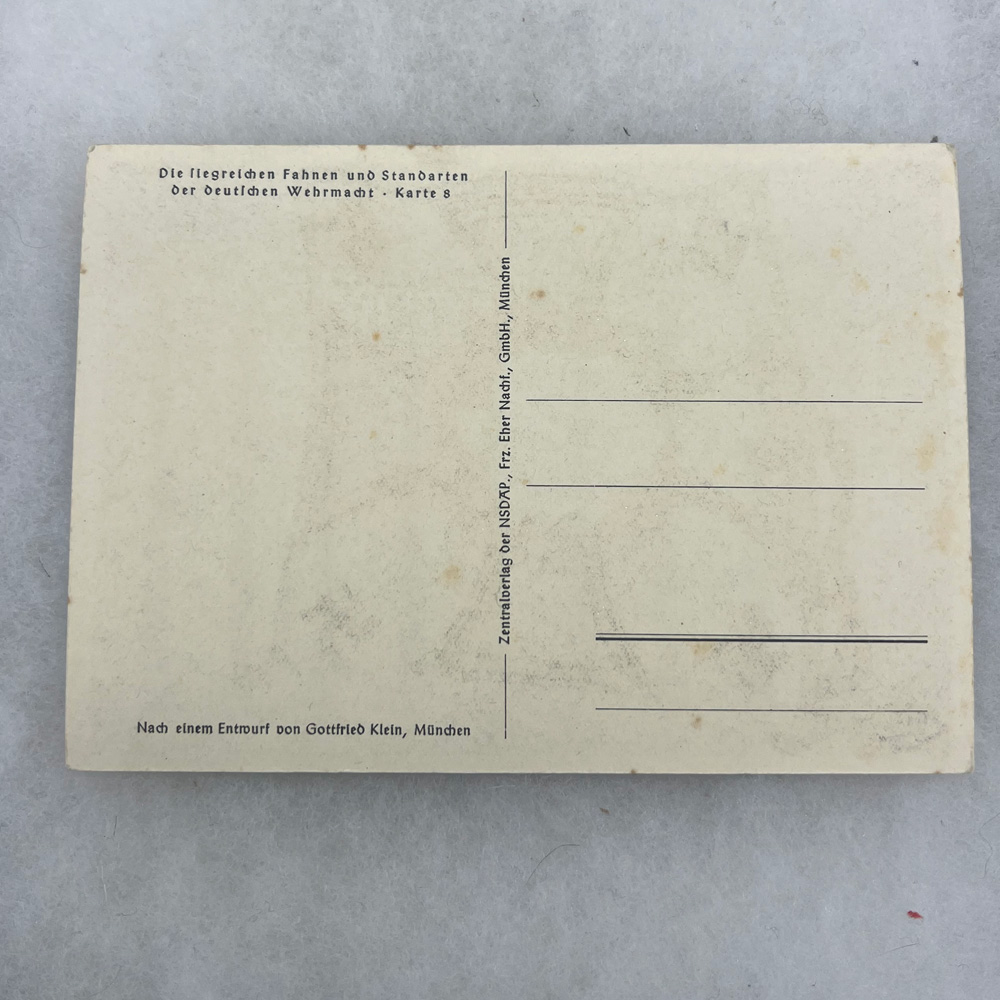 Die ſiegreichen Fahnen und Standarten
der deutſchen Wehrmacht · Karte 8
Zentralverlag der NSDAP., Frz. Eher Nachf., GmbH., München
Nach einem Entwurf von Gottfried Klein, München